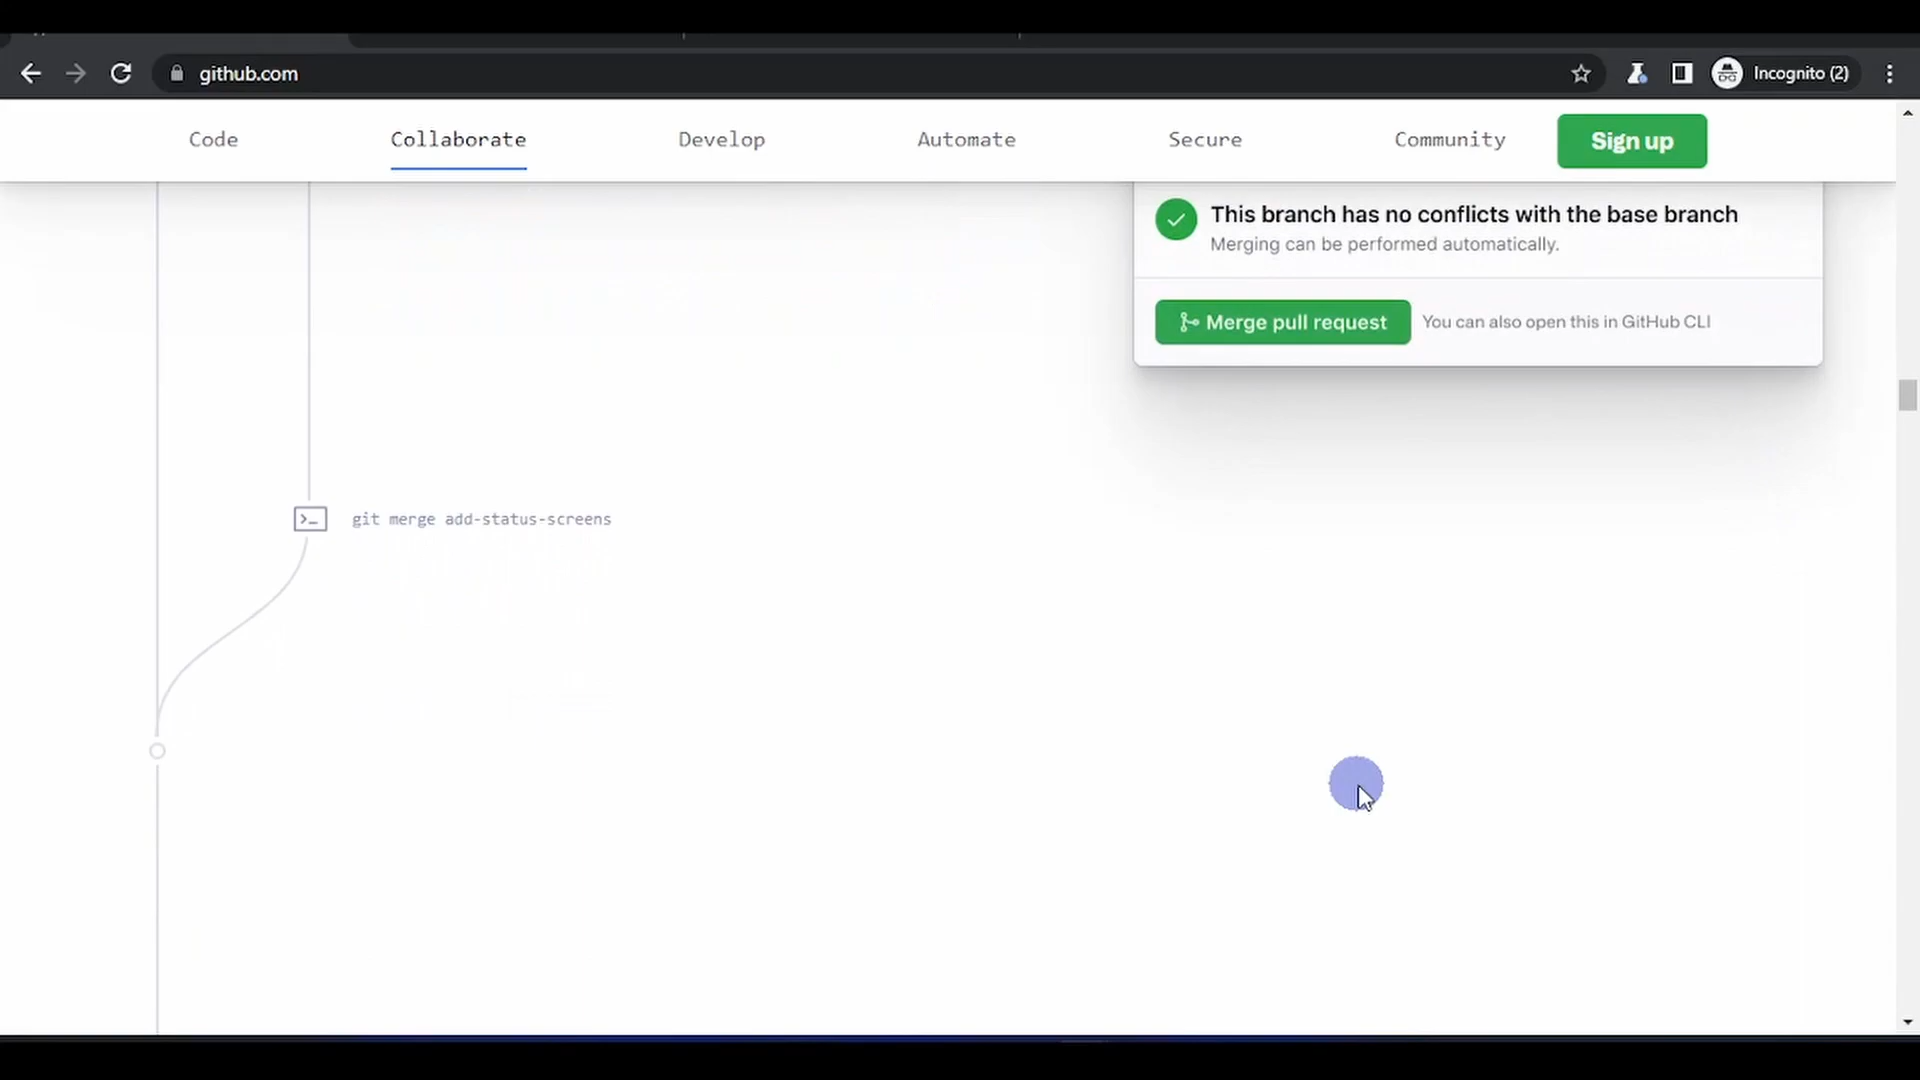 github.com
Incognito (2)
Code Collaborate Develop Automate Secure Community Sign up
This branch has no conflicts with the base branch
Merging can be performed automatically.
Merge pull request You can also open this in GitHub CLI
>_ git merge add-status-screens